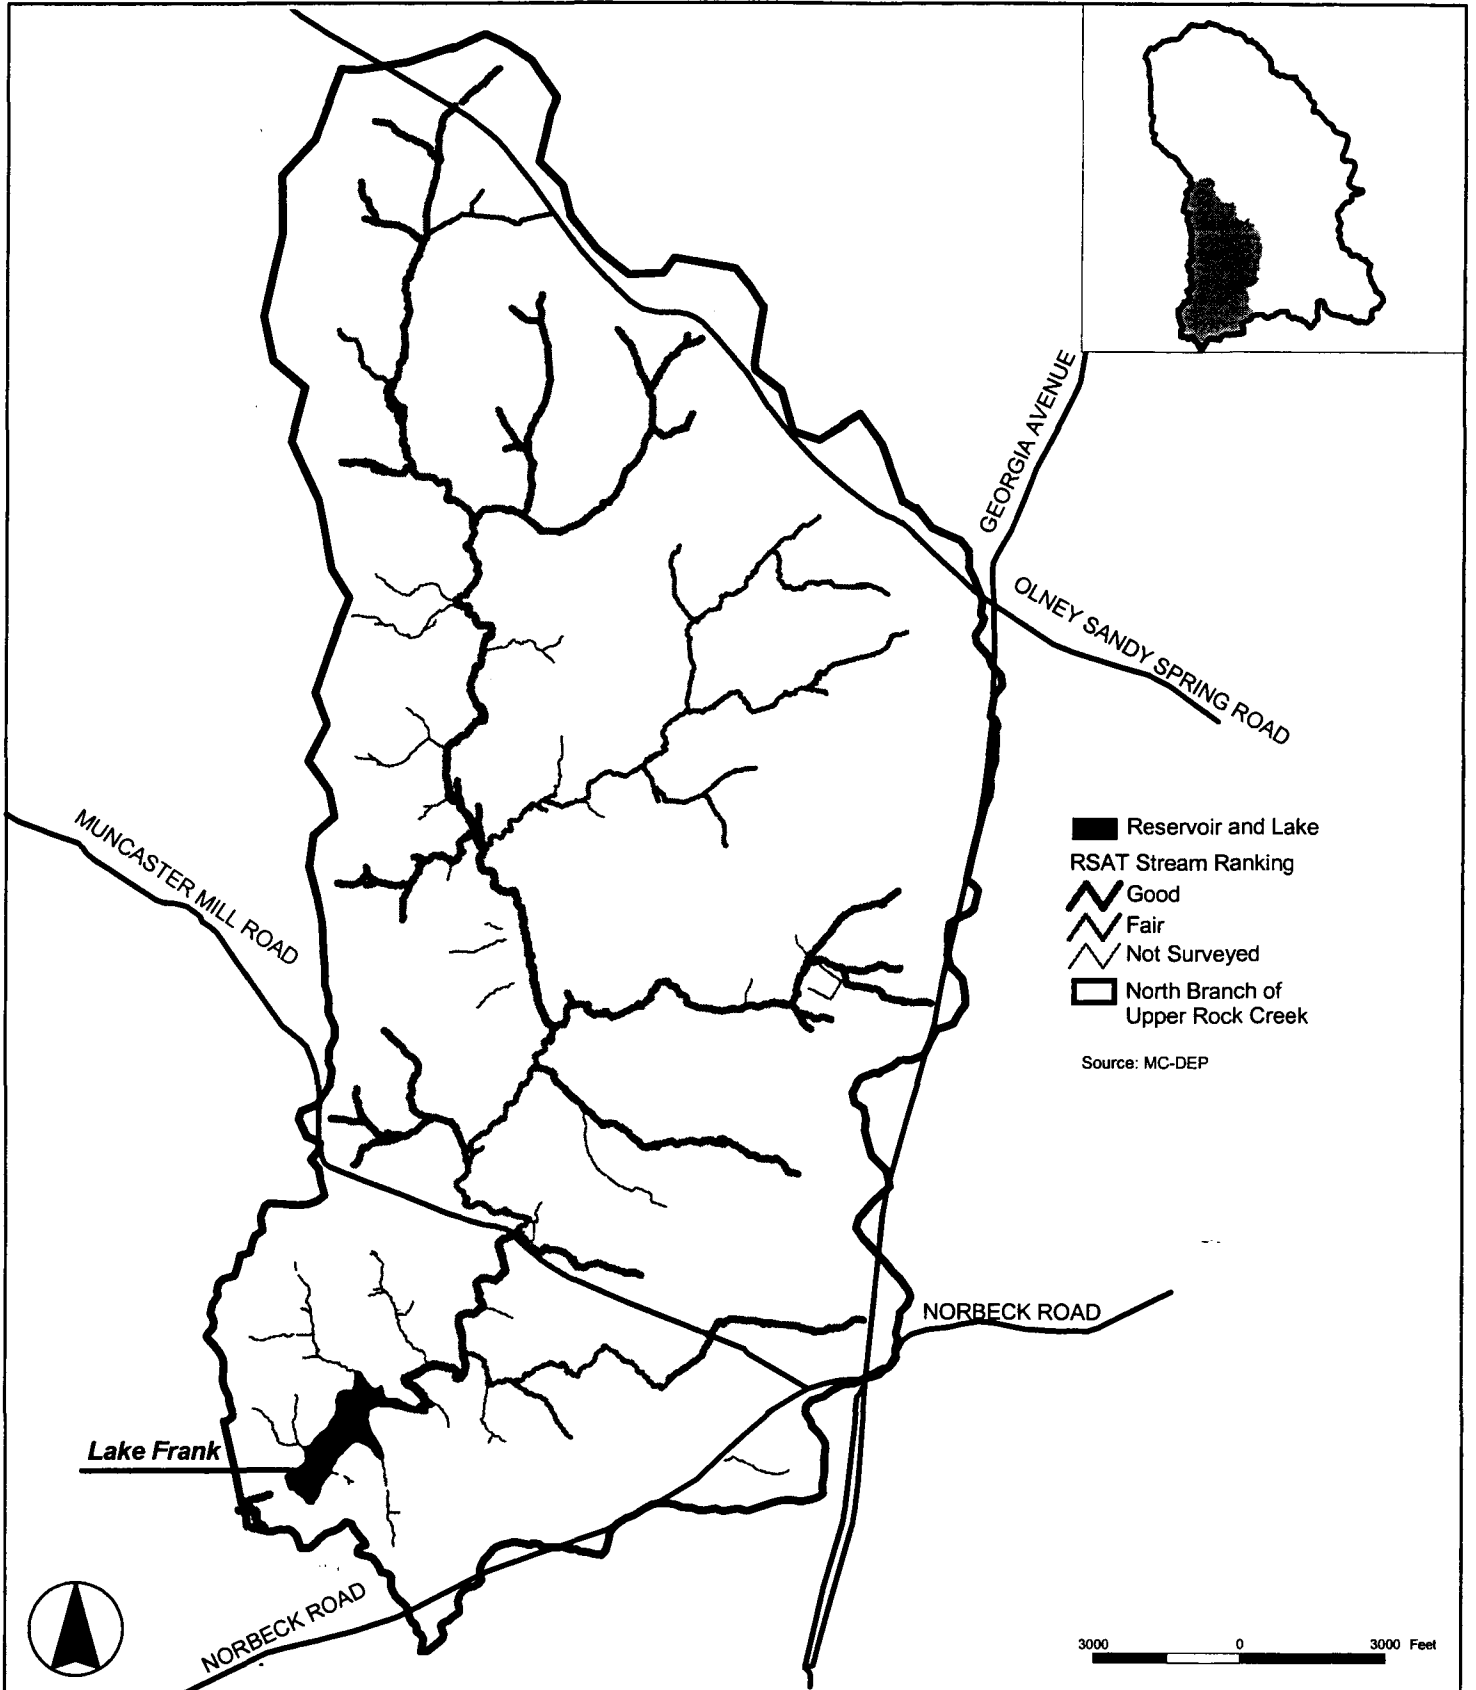 GEORGIA AVENUE
OLNEY SANDY SPRING ROAD
MUNCASTER MILL ROAD
Reservoir and Lake
RSAT Stream Ranking
Good
Fair
Not Surveyed
North Branch of
Upper Rock Creek
Source: MC-DEP
NORBECK ROAD
Lake Frank
NORBECK ROAD
3000 0 3000 Feet